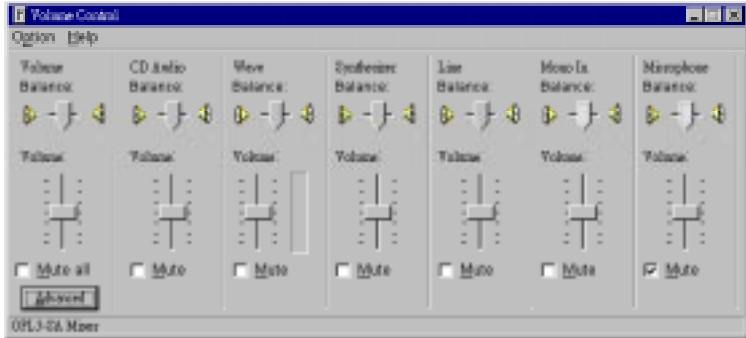 Volume Control
Option Help
Volume CD Audio Wave Synthesizer Line Mono In Microphone
Balance: Balance: Balance: Balance: Balance: Balance: Balance:
Volume: Volume: Volume: Volume: Volume: Volume: Volume:
Mute all Mute Mute Mute Mute Mute Mute
Advanced
OPL3-SA Mixer